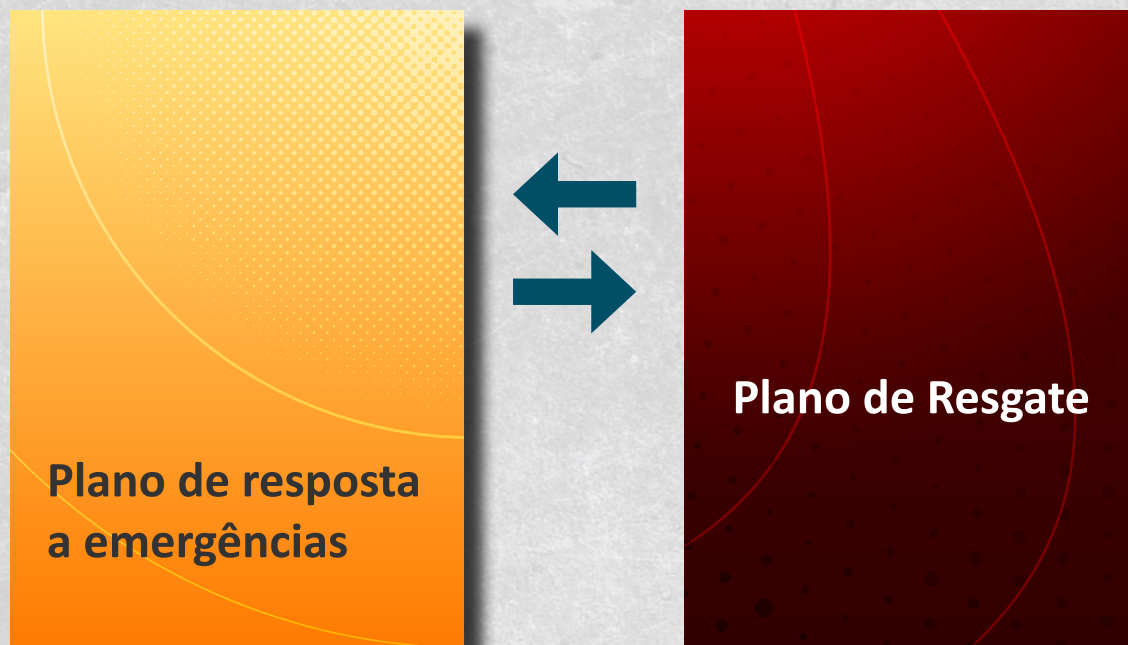 Plano de resposta
a emergências
Plano de Resgate